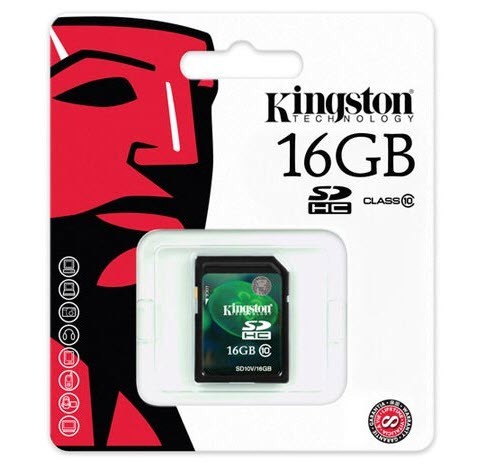 Kingston
TECHNOLOGY
16GB
SD
HC
CLASS 10
Kingston
SD
HC
16GB 10
SD10V/16GB